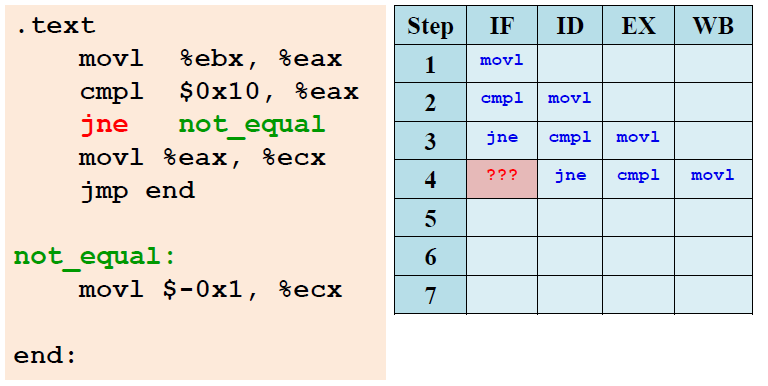 .text
movl %ebx, %eax
cmpl $0x10, %eax
jne not_equal
movl %eax, %ecx
jmp end
not_equal:
movl $-0x1, %ecx
end:
Step IF ID EX WB
1 movl
2 cmpl movl
3 jne cmpl movl
4 ??? jne cmpl movl
5
6
7